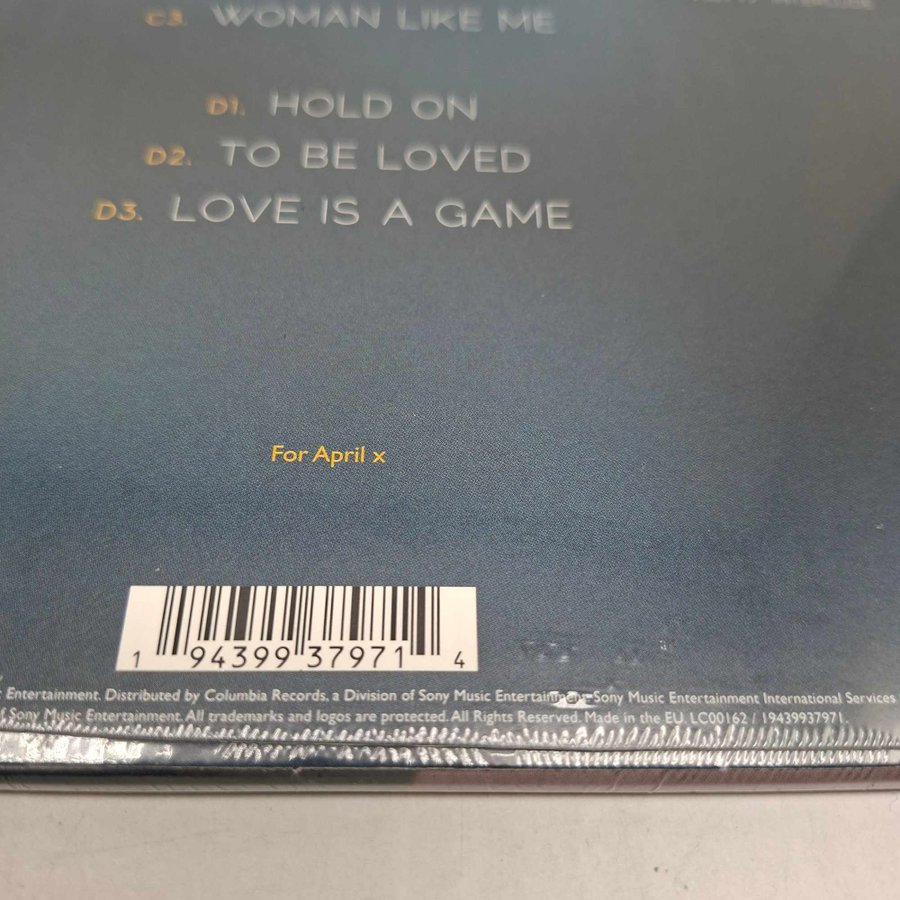 C3. WOMAN LIKE ME
D1. HOLD ON
D2. TO BE LOVED
D3. LOVE IS A GAME
For April x
1 94399 37971 4
Entertainment. Distributed by Columbia Records, a Division of Sony Music Entertainment. Sony Music Entertainment International Services
Sony Music Entertainment. All trademarks and logos are protected. All Rights Reserved. Made in the EU. LC00162 / 19439937971.